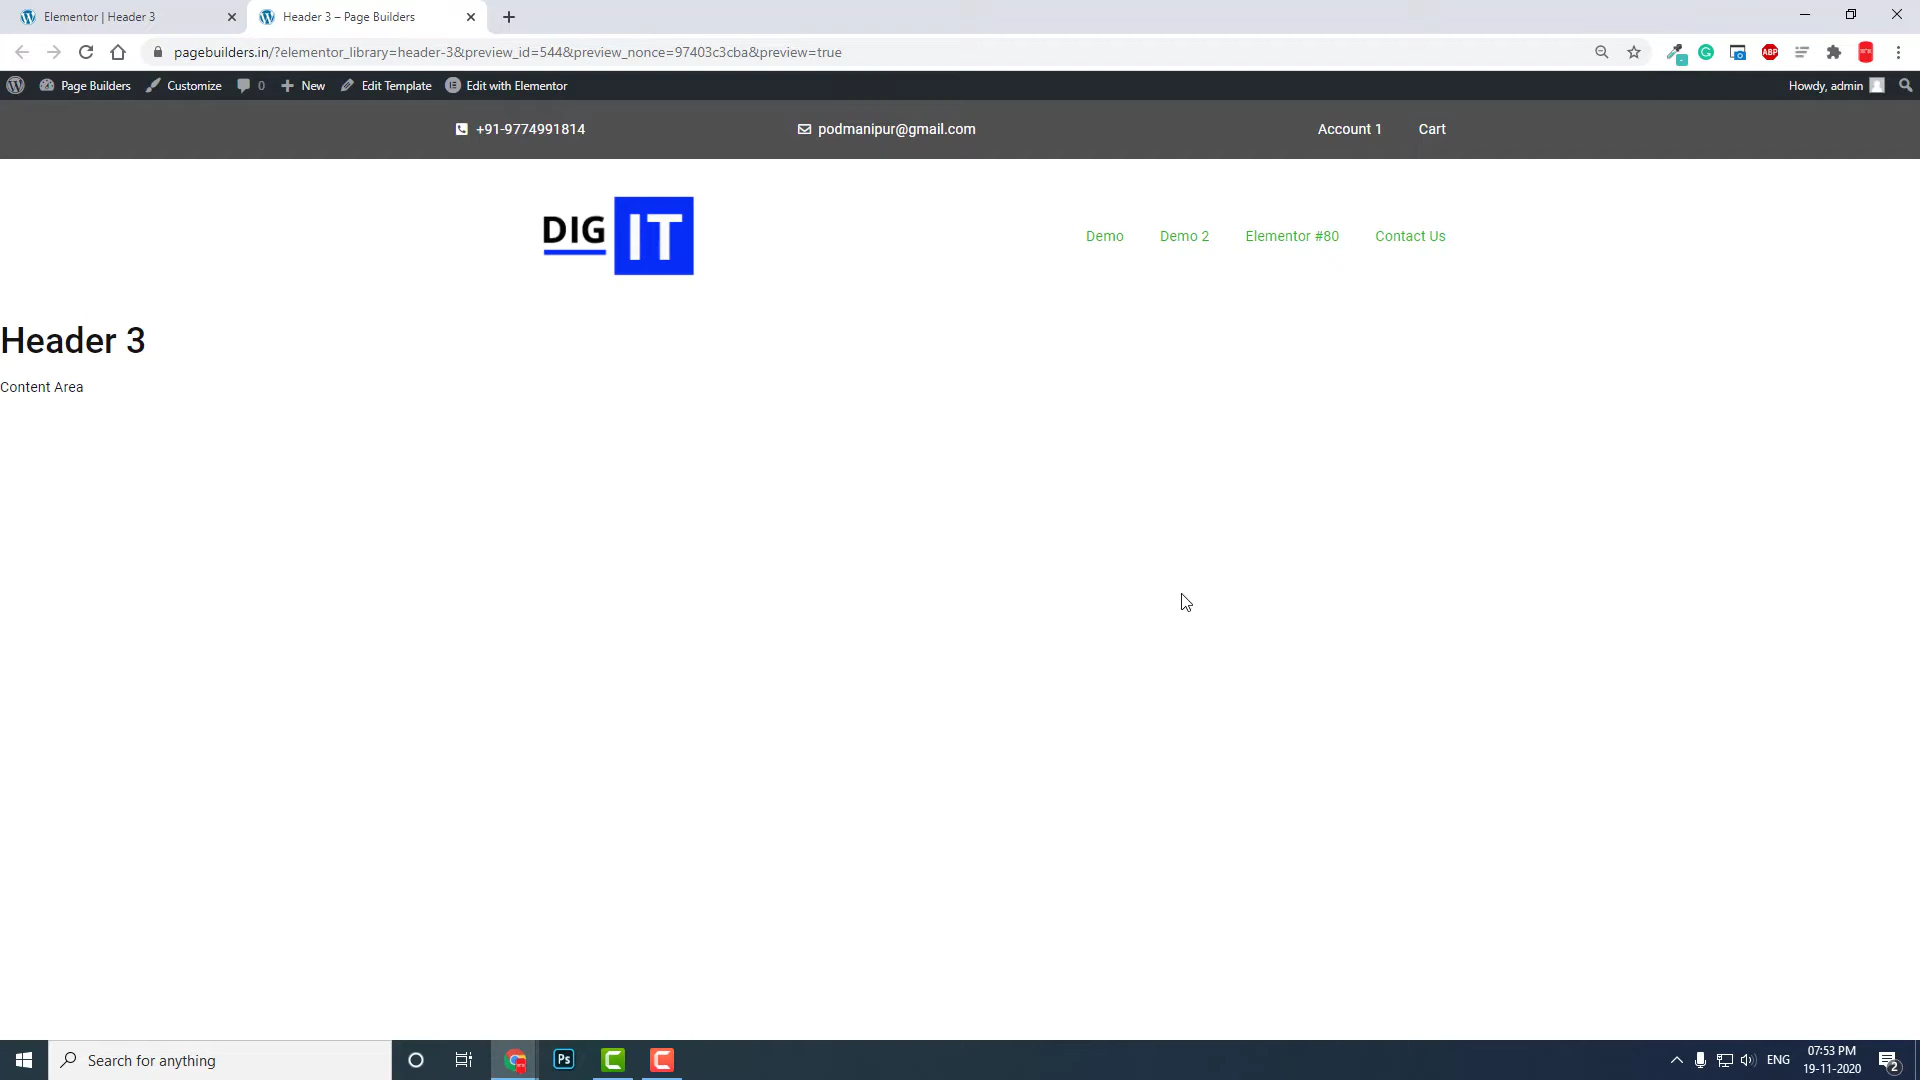 Elementor | Header 3
Header 3 – Page Builders
pagebuilders.in/?elementor_library=header-3&preview_id=544&preview_nonce=97403c3cba&preview=true
ABP
Page Builders
Customize
0
New
Edit Template
Edit with Elementor
Howdy, admin
+91-9774991814
podmanipur@gmail.com
Account 1
Cart
DIG IT
Demo
Demo 2
Elementor #80
Contact Us
Header 3
Content Area
Search for anything
Ps
ENG
07:53 PM
19-11-2020
2